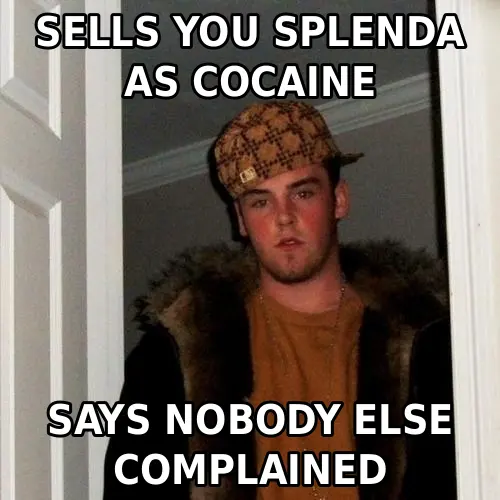 SELLS YOU SPLENDA
AS COCAINE
SAYS NOBODY ELSE
COMPLAINED